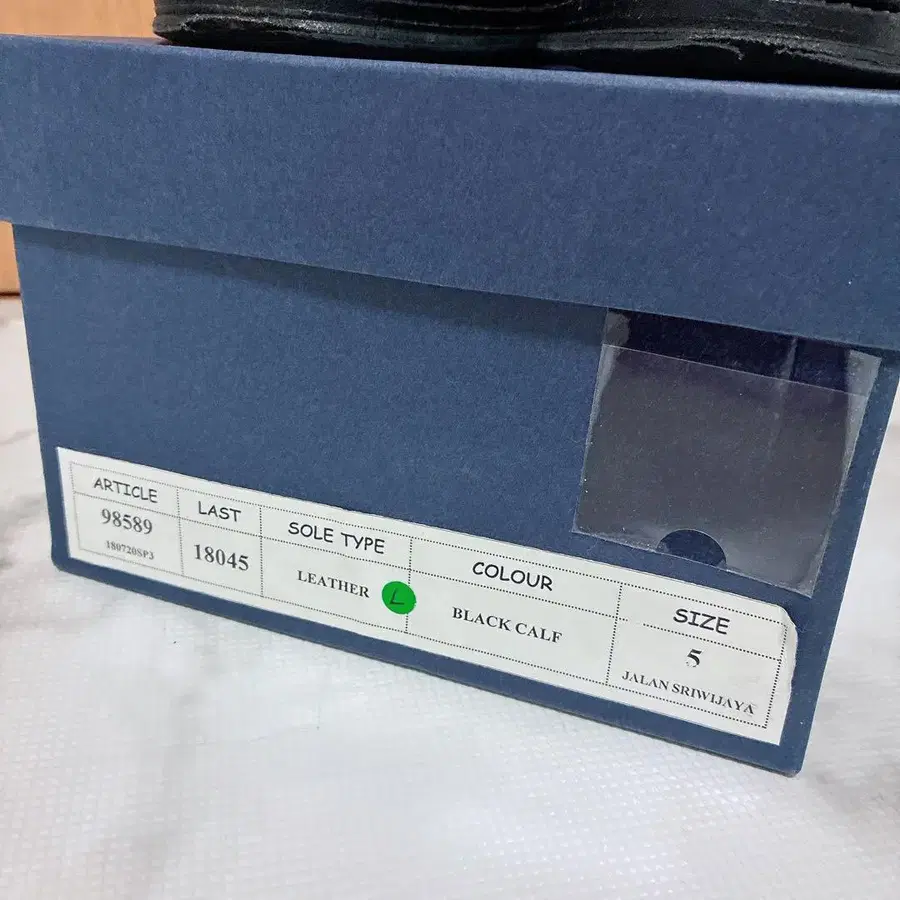 ARTICLE LAST SOLE TYPE COLOUR SIZE
98589 18045 LEATHER L BLACK CALF 5
180720SP3 JALAN SRIWIJAYA